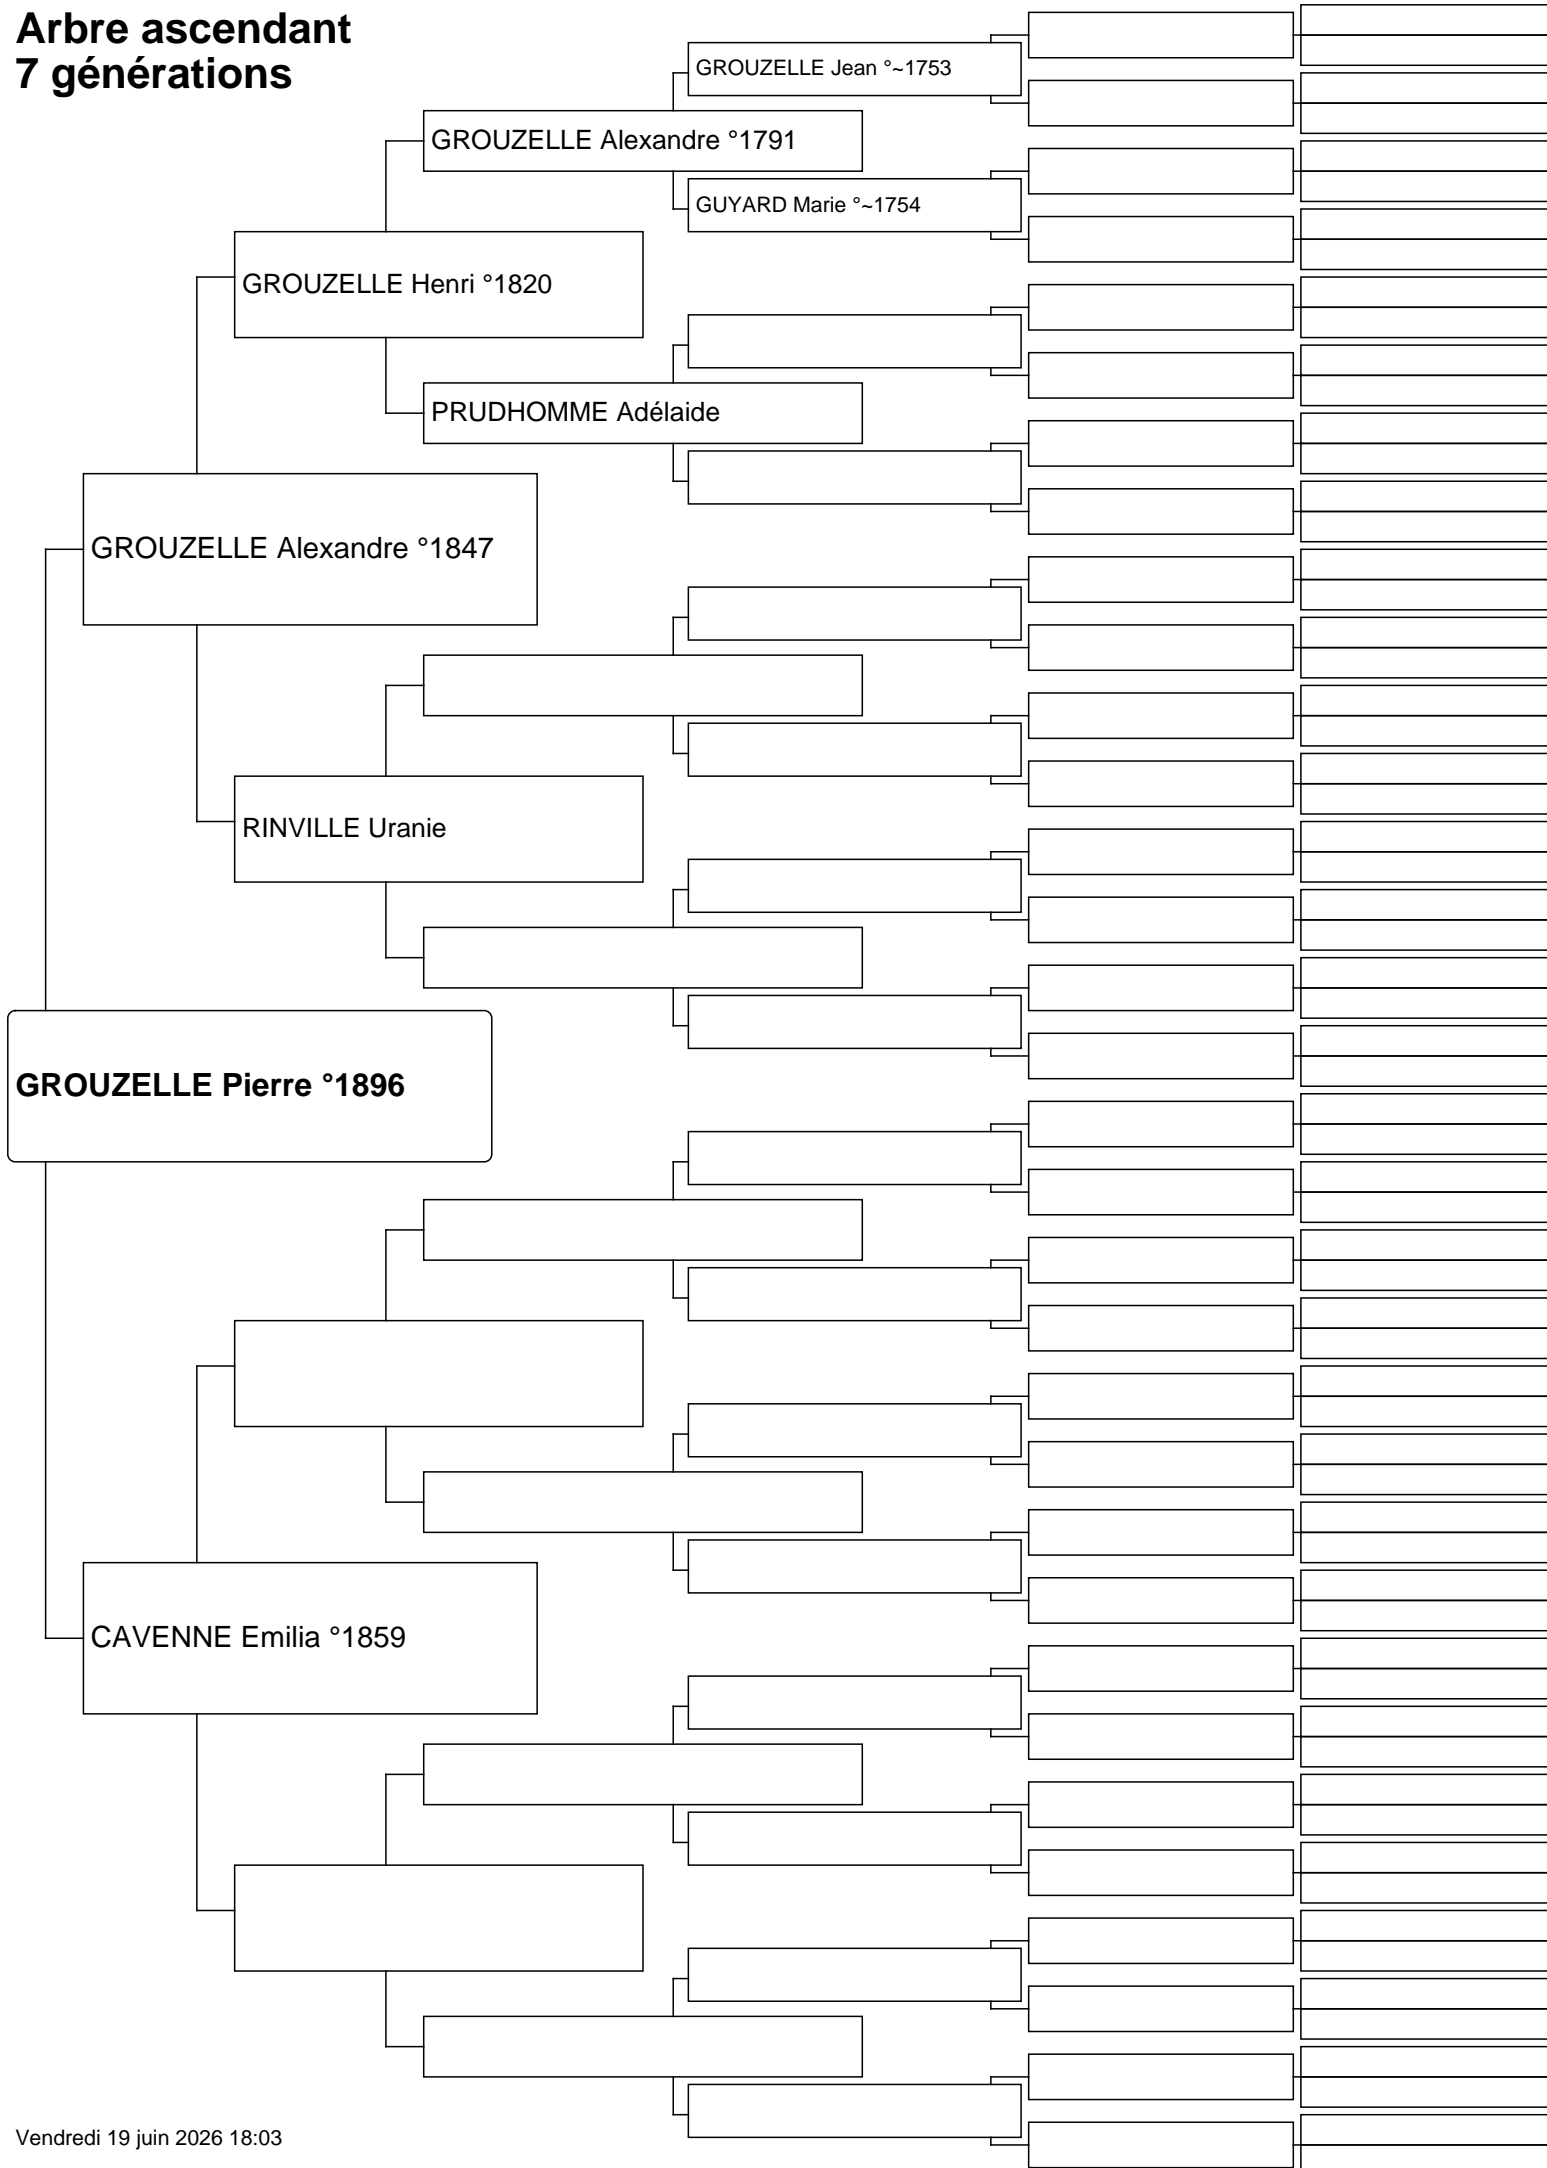 Arbre ascendant
7 générations
GROUZELLE Jean °~1753
GROUZELLE Alexandre °1791
GUYARD Marie °~1754
GROUZELLE Henri °1820
PRUDHOMME Adélaide
GROUZELLE Alexandre °1847
RINVILLE Uranie
GROUZELLE Pierre °1896
CAVENNE Emilia °1859
Vendredi 19 juin 2026 18:03